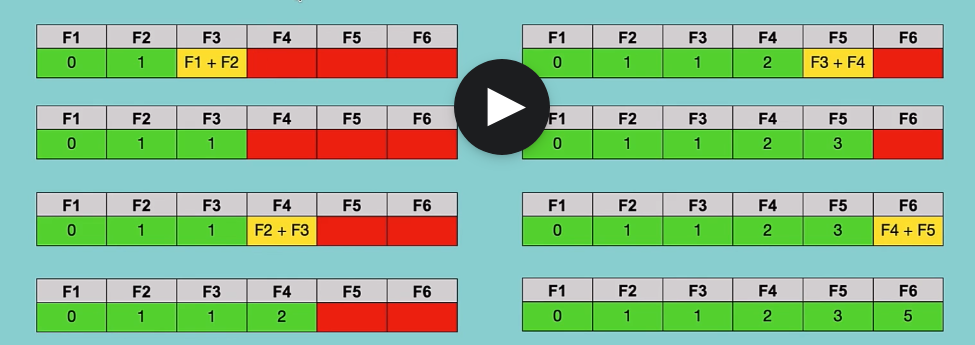 F1 F2 F3 F4 F5 F6
0 1 F1 + F2
F1 F2 F3 F4 F5 F6
0 1 1
F1 F2 F3 F4 F5 F6
0 1 1 F2 + F3
F1 F2 F3 F4 F5 F6
0 1 1 2
F1 F2 F3 F4 F5 F6
0 1 1 2 F3 + F4
F1 F2 F3 F4 F5 F6
0 1 1 2 3
F1 F2 F3 F4 F5 F6
0 1 1 2 3 F4 + F5
F1 F2 F3 F4 F5 F6
0 1 1 2 3 5